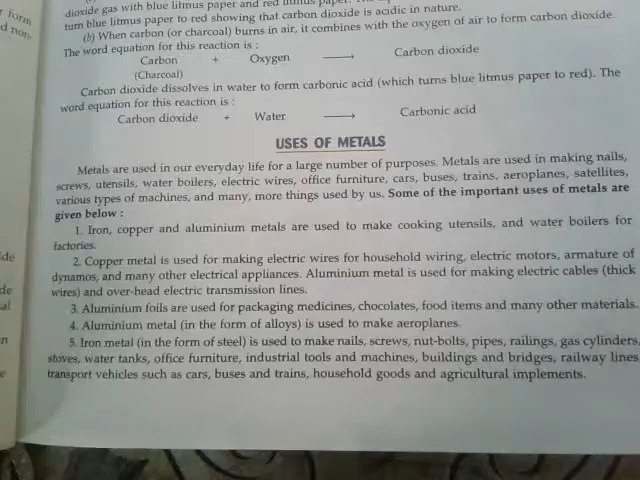 dioxide gas with blue litmus paper and red litmus paper.
turn blue litmus paper to red showing that carbon dioxide is acidic in nature.
(b) When carbon (or charcoal) burns in air, it combines with the oxygen of air to form carbon dioxide.
The word equation for this reaction is :
Carbon + Oxygen ⟶ Carbon dioxide
(Charcoal)
Carbon dioxide dissolves in water to form carbonic acid (which turns blue litmus paper to red). The
word equation for this reaction is :
Carbon dioxide + Water ⟶ Carbonic acid
USES OF METALS
Metals are used in our everyday life for a large number of purposes. Metals are used in making nails,
screws, utensils, water boilers, electric wires, office furniture, cars, buses, trains, aeroplanes, satellites,
various types of machines, and many, more things used by us. Some of the important uses of metals are
given below :
1. Iron, copper and aluminium metals are used to make cooking utensils, and water boilers for
factories.
2. Copper metal is used for making electric wires for household wiring, electric motors, armature of
dynamos, and many other electrical appliances. Aluminium metal is used for making electric cables (thick
wires) and over-head electric transmission lines.
3. Aluminium foils are used for packaging medicines, chocolates, food items and many other materials.
4. Aluminium metal (in the form of alloys) is used to make aeroplanes.
5. Iron metal (in the form of steel) is used to make nails, screws, nut-bolts, pipes, railings, gas cylinders,
stoves, water tanks, office furniture, industrial tools and machines, buildings and bridges, railway lines
transport vehicles such as cars, buses and trains, household goods and agricultural implements.